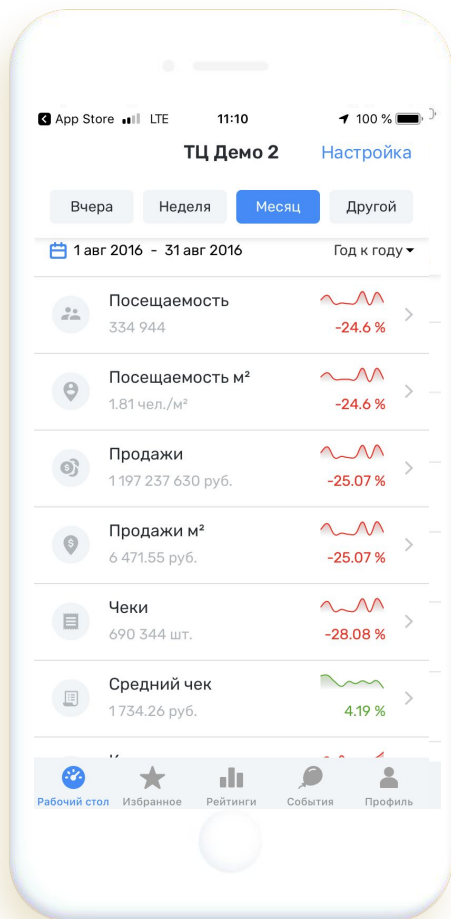 App Store LTE 11:10 100 %
ТЦ Демо 2 Настройка
Вчера Неделя Месяц Другой
1 авг 2016 - 31 авг 2016 Год к году
Посещаемость
334 944 -24.6 %
Посещаемость м²
1.81 чел./м² -24.6 %
Продажи
1 197 237 630 руб. -25.07 %
Продажи м²
6 471.55 руб. -25.07 %
Чеки
690 344 шт. -28.08 %
Средний чек
1 734.26 руб. 4.19 %
Рабочий стол Избранное Рейтинги События Профиль